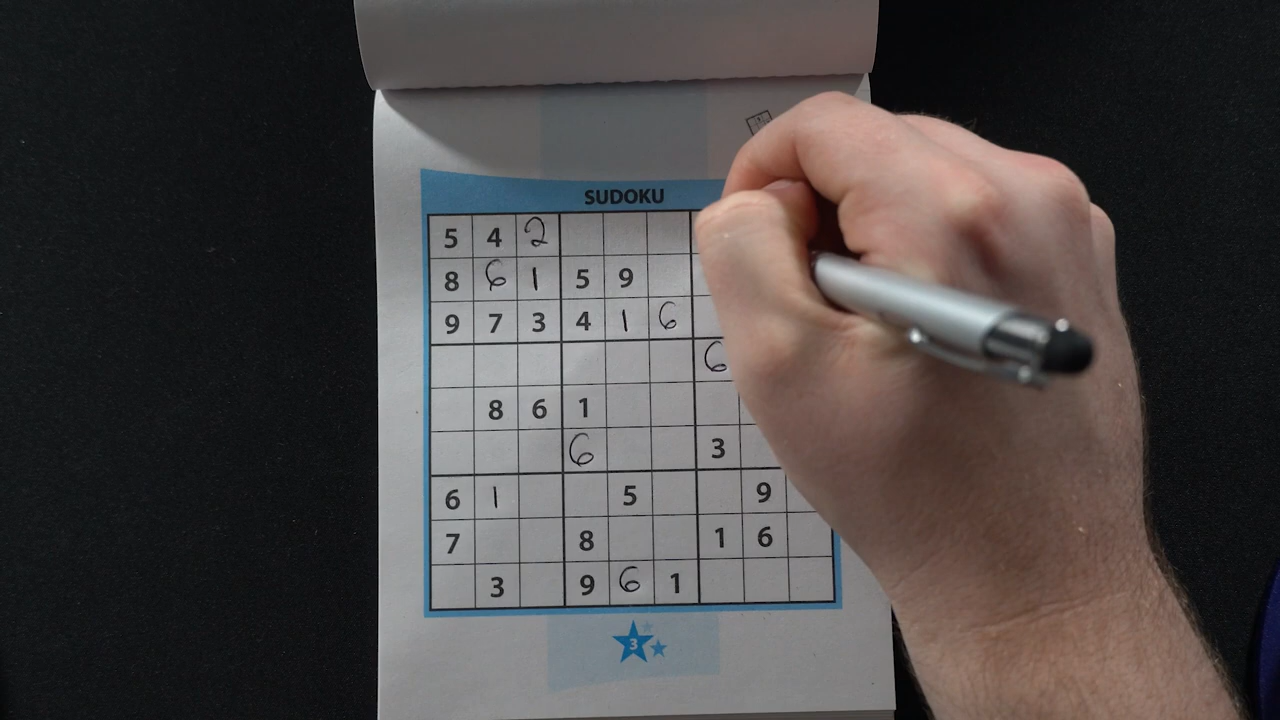 SUDOKU
5 4 2
8 6 1 5 9
9 7 3 4 1 6
6
8 6 1
6 3
6 1 5 9
7 8 1 6
3 9 6 1
3